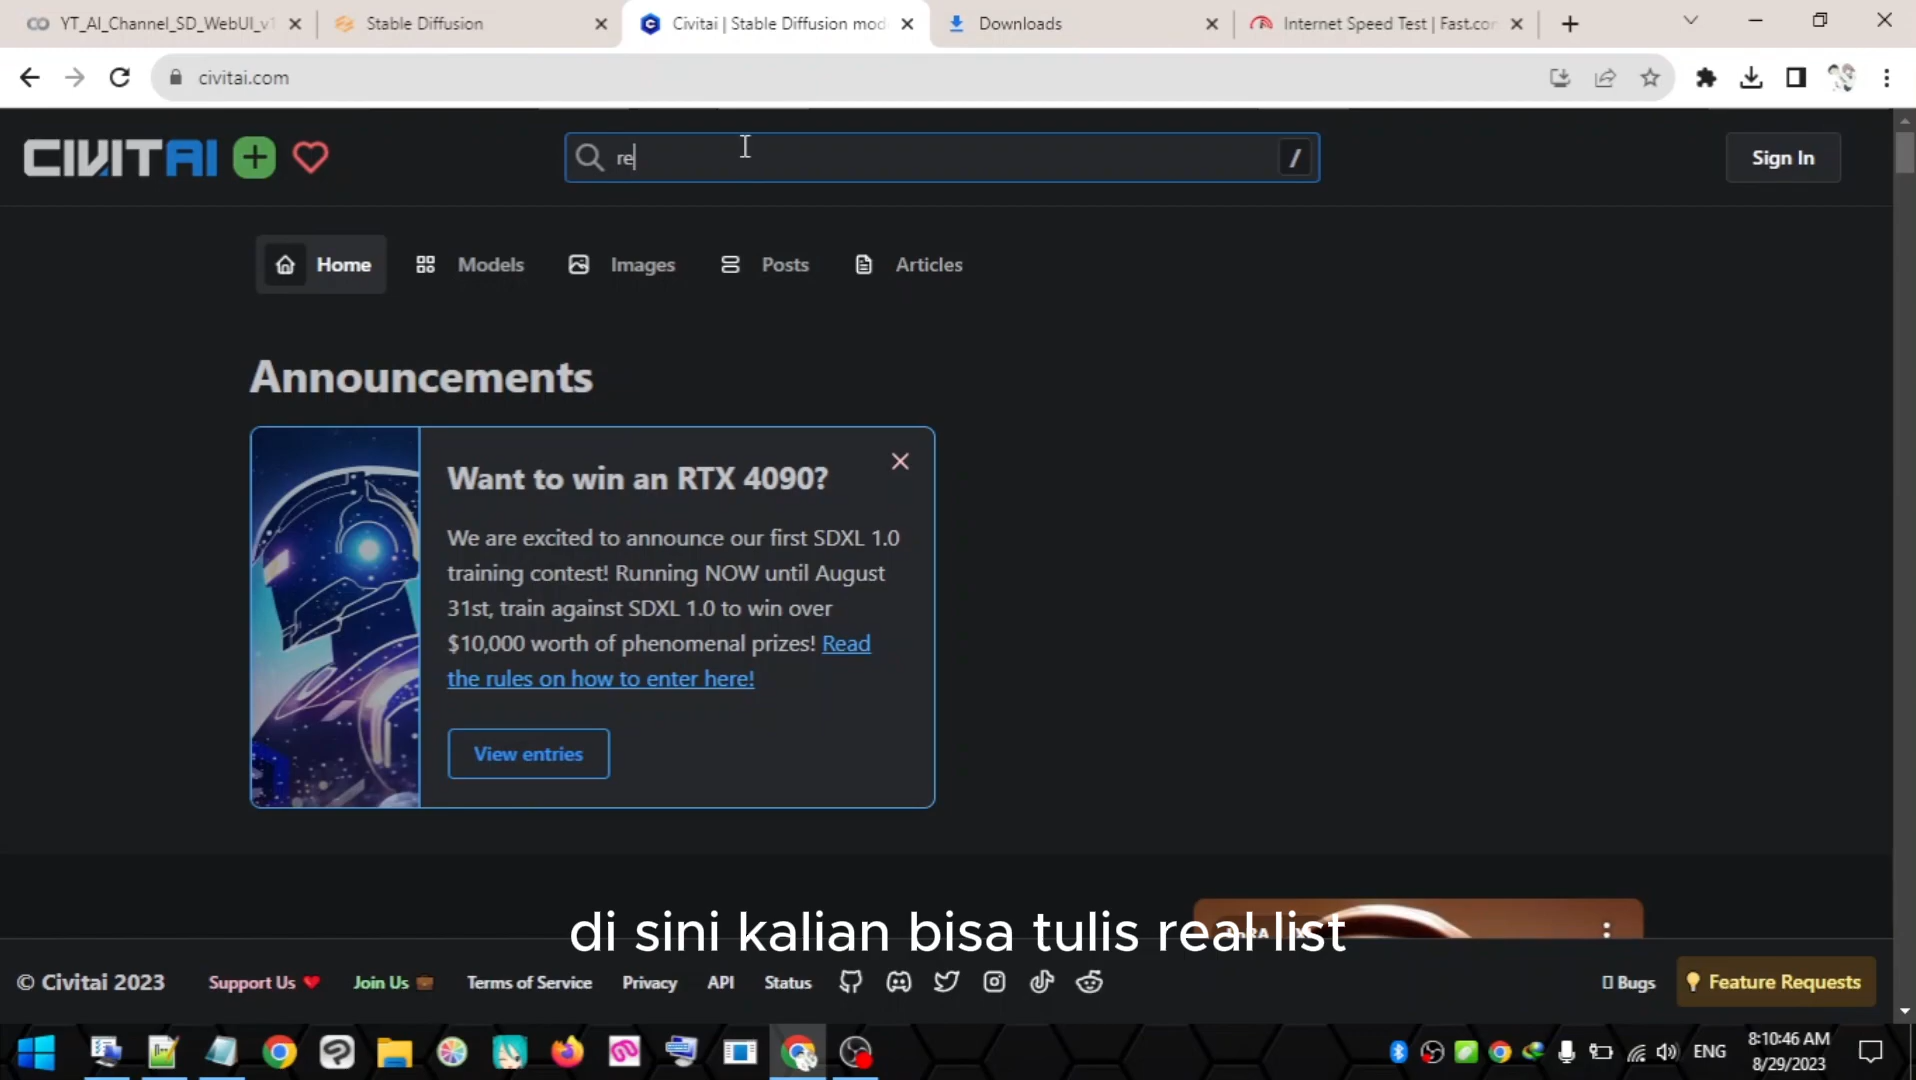 YT_AI_Channel_SD_WebUI_v1
Stable Diffusion
Civitai | Stable Diffusion mod
Downloads
Internet Speed Test | Fast.com
civitai.com
CIVITAI
re
/
Sign In
Home
Models
Images
Posts
Articles
Announcements
Want to win an RTX 4090?
We are excited to announce our first SDXL 1.0
training contest! Running NOW until August
31st, train against SDXL 1.0 to win over
$10,000 worth of phenomenal prizes! Read
the rules on how to enter here!
View entries
di sini kalian bisa tulis real list
© Civitai 2023
Support Us
Join Us
Terms of Service
Privacy
API
Status
Bugs
Feature Requests
ENG
8:10:46 AM
8/29/2023